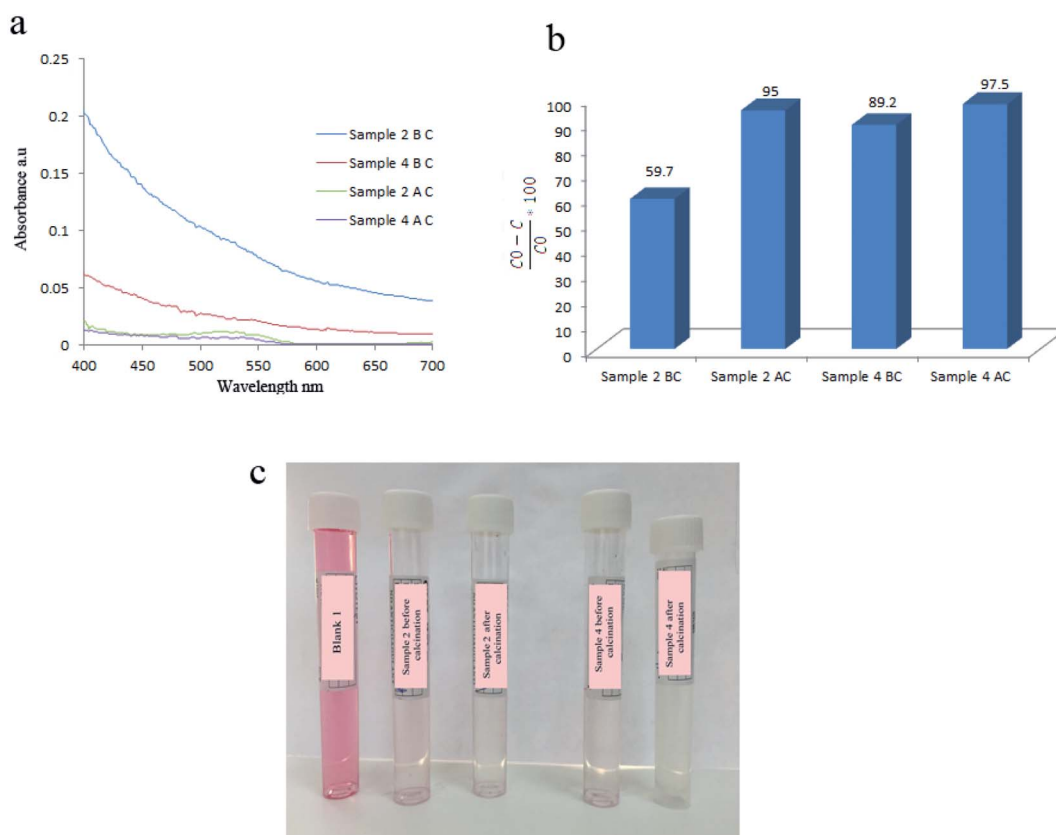 a
0.25
0.2
0.15
0.1
0.05
0
400
450
500
550
600
650
700
Absorbance a.u
Wavelength nm
Sample 2 B C
Sample 4 B C
Sample 2 A C
Sample 4 A C
b
100
90
80
70
60
50
40
30
20
10
0
C0 − C
C0
* 100
59.7
95
89.2
97.5
Sample 2 BC
Sample 2 AC
Sample 4 BC
Sample 4 AC
c
Blank 1
Sample 2 before
calcination
Sample 2 after
calcination
Sample 4 before
calcination
Sample 4 after
calcination